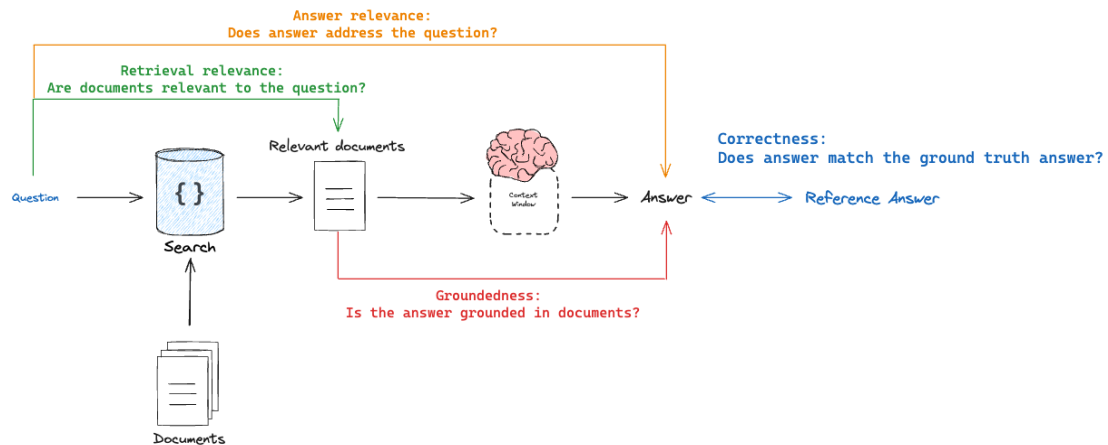 Answer relevance:
Does answer address the question?
Retrieval relevance:
Are documents relevant to the question?
Relevant documents
Correctness:
Does answer match the ground truth answer?
Question
{}
Context
Window
Answer
Reference Answer
Search
Groundedness:
Is the answer grounded in documents?
Documents